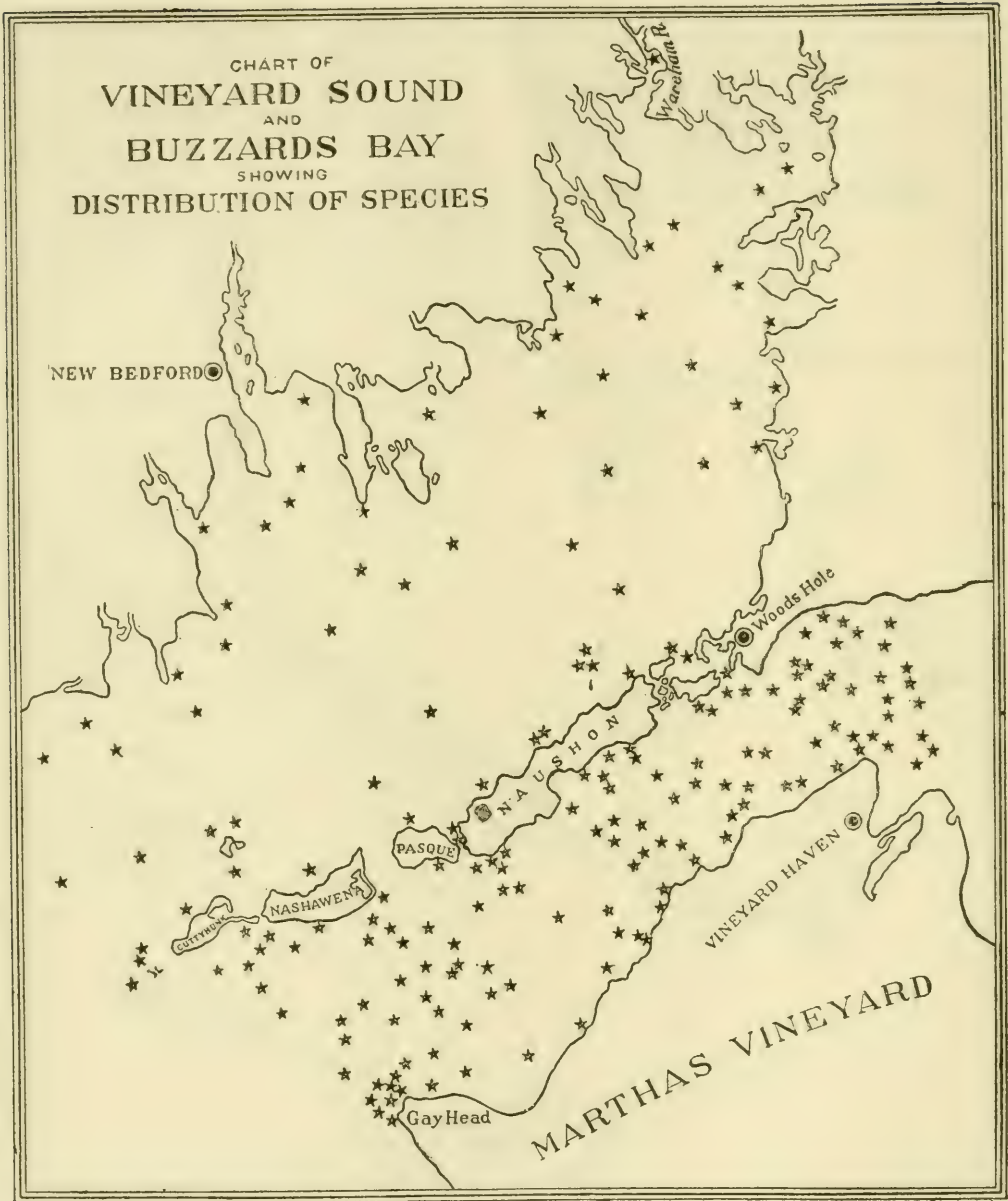 CHART OF
VINEYARD SOUND
AND
BUZZARDS BAY
SHOWING
DISTRIBUTION OF SPECIES
Wareham R.
NEW BEDFORD
Woods Hole
NAUSHON
PASQUE
NASHAWENA
CUTTYHUNK
VINEYARD HAVEN
MARTHAS VINEYARD
Gay Head